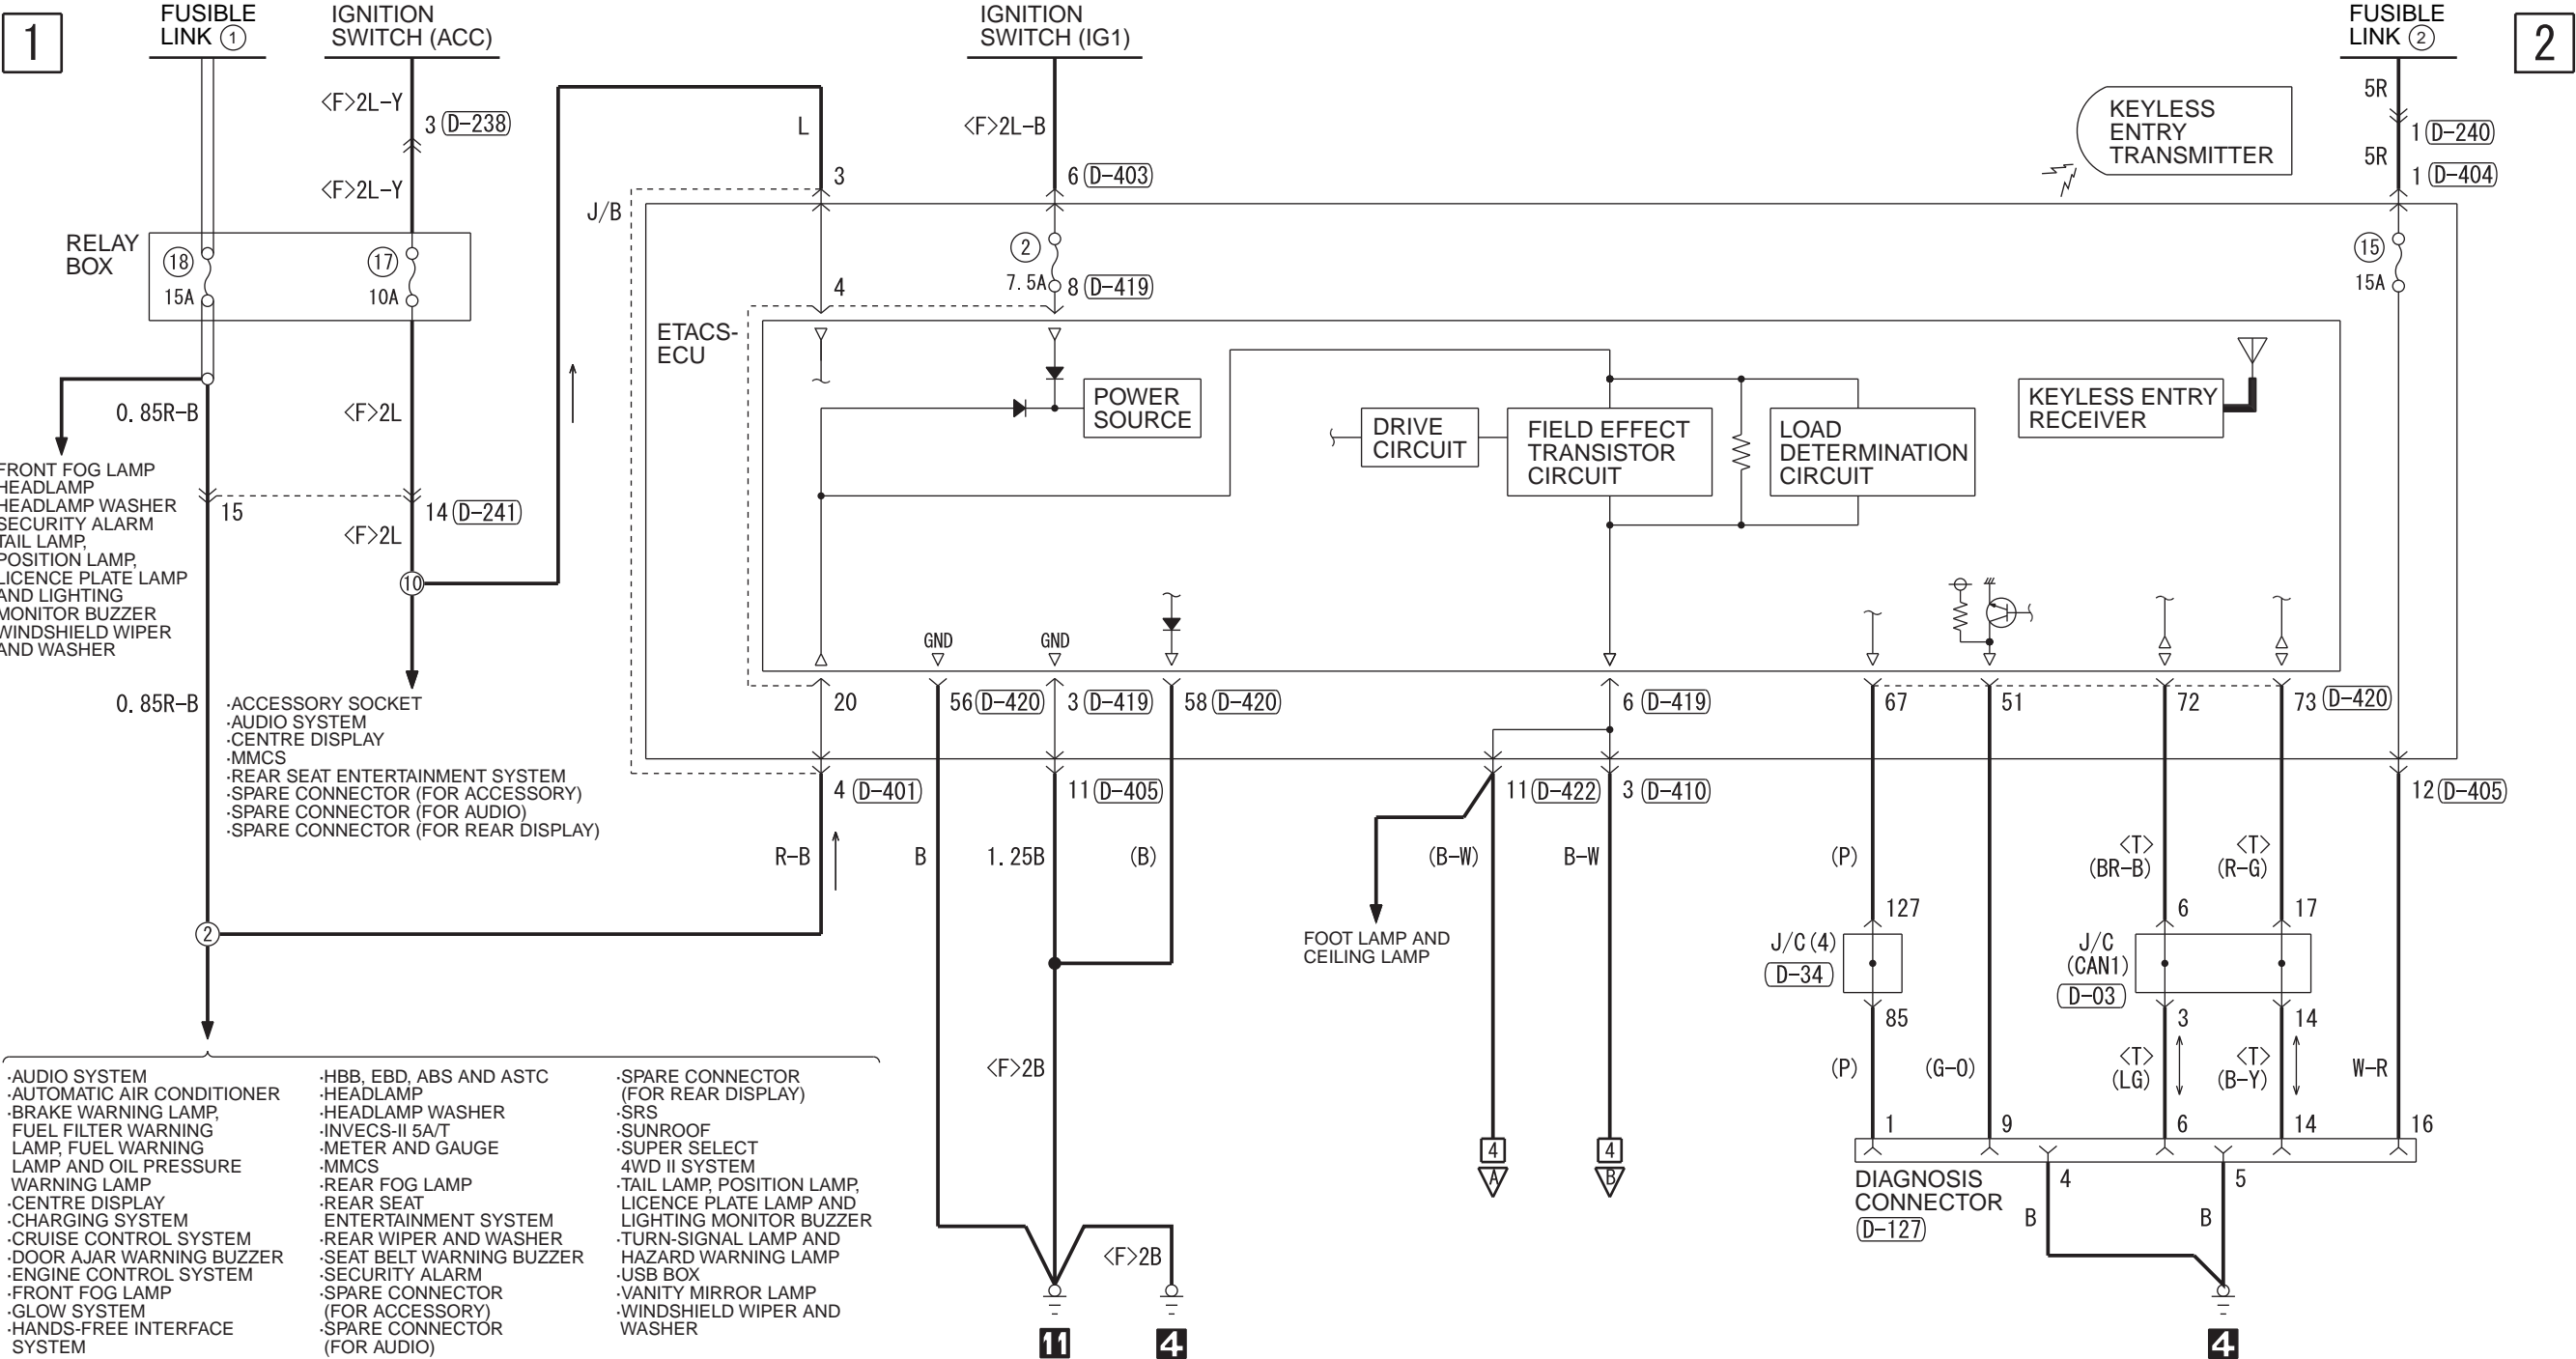 1
FUSIBLE
LINK ①
IGNITION
SWITCH (ACC)
IGNITION
SWITCH (IG1)
FUSIBLE
LINK ②
2
<F>2L-Y
3 (D-238)
<F>2L-Y
L
3
<F>2L-B
6 (D-403)
KEYLESS
ENTRY
TRANSMITTER
5R
1 (D-240)
5R
1 (D-404)
J/B
RELAY
BOX
18
15A
17
10A
4
2
7.5A
8 (D-419)
15
15A
ETACS-
ECU
POWER
SOURCE
DRIVE
CIRCUIT
FIELD EFFECT
TRANSISTOR
CIRCUIT
LOAD
DETERMINATION
CIRCUIT
KEYLESS ENTRY
RECEIVER
0.85R-B
<F>2L
FRONT FOG LAMP
HEADLAMP
HEADLAMP WASHER
SECURITY ALARM
TAIL LAMP,
POSITION LAMP,
LICENCE PLATE LAMP
AND LIGHTING
MONITOR BUZZER
WINDSHIELD WIPER
AND WASHER
15
14 (D-241)
<F>2L
10
GND
GND
0.85R-B
·ACCESSORY SOCKET
·AUDIO SYSTEM
·CENTRE DISPLAY
·MMCS
·REAR SEAT ENTERTAINMENT SYSTEM
·SPARE CONNECTOR (FOR ACCESSORY)
·SPARE CONNECTOR (FOR AUDIO)
·SPARE CONNECTOR (FOR REAR DISPLAY)
20
56 (D-420)
3 (D-419)
58 (D-420)
6 (D-419)
67
51
72
73 (D-420)
4 (D-401)
11 (D-405)
11 (D-422)
3 (D-410)
12 (D-405)
R-B
B
1.25B
(B)
(B-W)
B-W
(P)
<T>
(BR-B)
<T>
(R-G)
2
FOOT LAMP AND
CEILING LAMP
127
J/C (4)
(D-34)
85
6
17
J/C
(CAN1)
(D-03)
3
14
<F>2B
(P)
(G-O)
<T>
(LG)
<T>
(B-Y)
W-R
1
9
6
14
16
4
A
4
B
DIAGNOSIS
CONNECTOR
(D-127)
4
5
B
B
<F>2B
11
4
4
·AUDIO SYSTEM
·AUTOMATIC AIR CONDITIONER
·BRAKE WARNING LAMP,
FUEL FILTER WARNING
LAMP, FUEL WARNING
LAMP AND OIL PRESSURE
WARNING LAMP
·CENTRE DISPLAY
·CHARGING SYSTEM
·CRUISE CONTROL SYSTEM
·DOOR AJAR WARNING BUZZER
·ENGINE CONTROL SYSTEM
·FRONT FOG LAMP
·GLOW SYSTEM
·HANDS-FREE INTERFACE
SYSTEM
·HBB, EBD, ABS AND ASTC
·HEADLAMP
·HEADLAMP WASHER
·INVECS-II 5A/T
·METER AND GAUGE
·MMCS
·REAR FOG LAMP
·REAR SEAT
ENTERTAINMENT SYSTEM
·REAR WIPER AND WASHER
·SEAT BELT WARNING BUZZER
·SECURITY ALARM
·SPARE CONNECTOR
(FOR ACCESSORY)
·SPARE CONNECTOR
(FOR AUDIO)
·SPARE CONNECTOR
(FOR REAR DISPLAY)
·SRS
·SUNROOF
·SUPER SELECT
4WD II SYSTEM
·TAIL LAMP, POSITION LAMP,
LICENCE PLATE LAMP AND
LIGHTING MONITOR BUZZER
·TURN-SIGNAL LAMP AND
HAZARD WARNING LAMP
·USB BOX
·VANITY MIRROR LAMP
·WINDSHIELD WIPER AND
WASHER